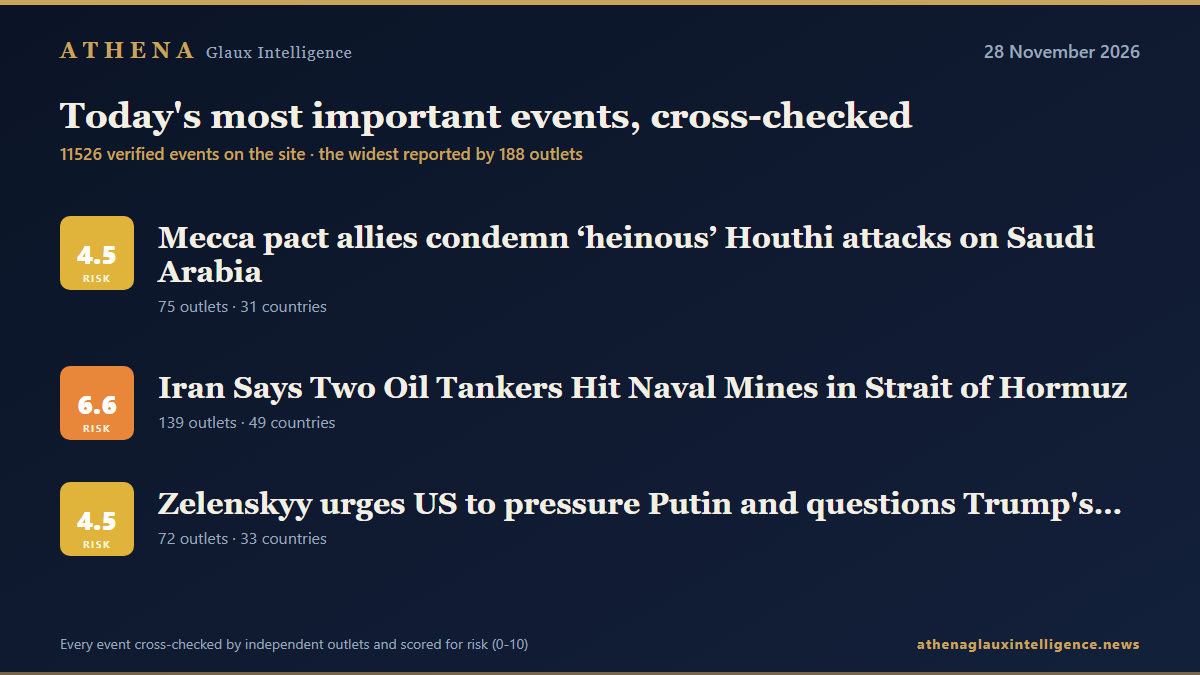 ATHENA Glaux Intelligence
28 November 2026
Today's most important events, cross-checked
11526 verified events on the site · the widest reported by 188 outlets
4.5
RISK
Mecca pact allies condemn ‘heinous’ Houthi attacks on Saudi
Arabia
75 outlets · 31 countries
6.6
RISK
Iran Says Two Oil Tankers Hit Naval Mines in Strait of Hormuz
139 outlets · 49 countries
4.5
RISK
Zelenskyy urges US to pressure Putin and questions Trump's...
72 outlets · 33 countries
Every event cross-checked by independent outlets and scored for risk (0-10)
athenaglauxintelligence.news